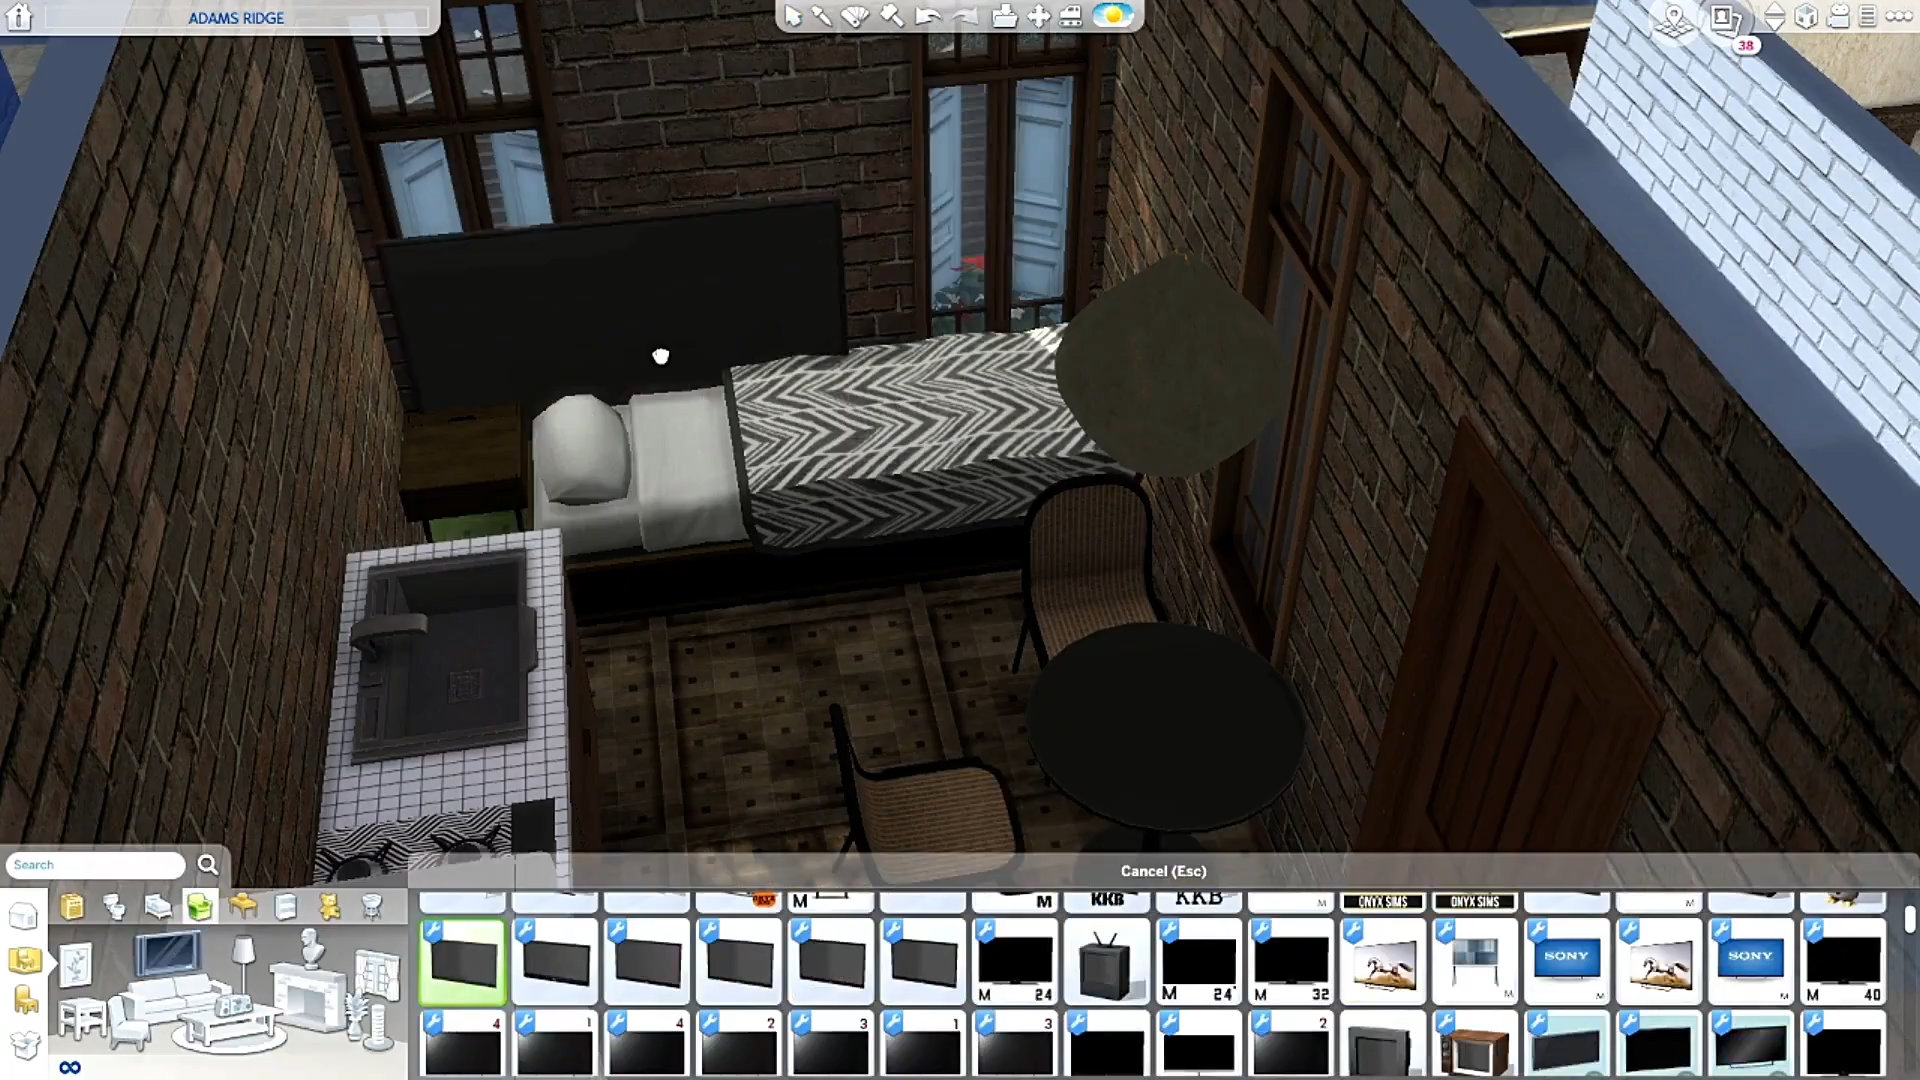 ADAMS RIDGE
38
Search
Cancel (Esc)
M
M
KKB
KKB
M
ONYX SIMS
ONYX SIMS
M
M 24
M 24"
M 32
M
SONY
M
SONY
M
M 40
4
1
4
2
3
1
3
2